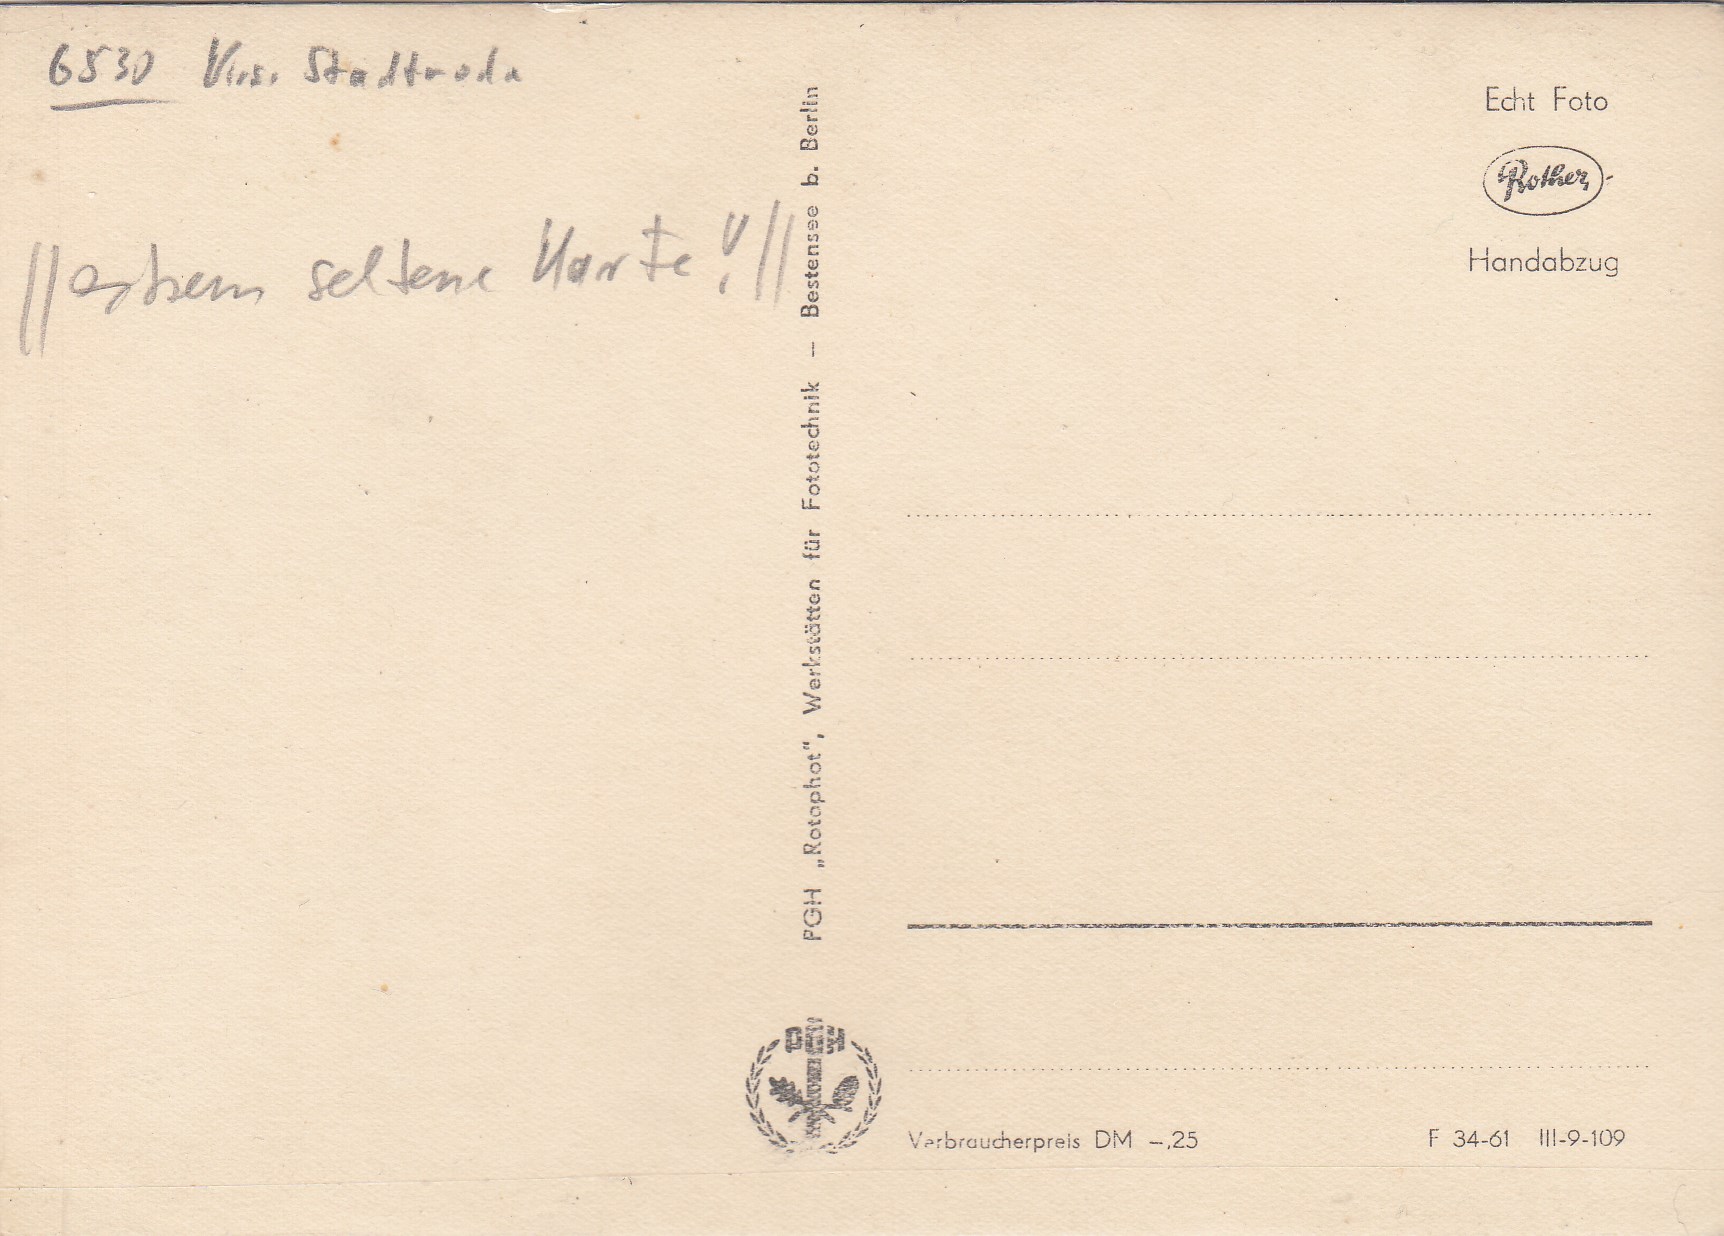 6530 Krs. Stadtroda
//extrem seltene Karte!//
PGH „Rotophot", Werkstätten für Fototechnik – Bestensee b. Berlin
Echt Foto
Rother
Handabzug
PGH
Verbraucherpreis DM –,25
F 34-61 III-9-109